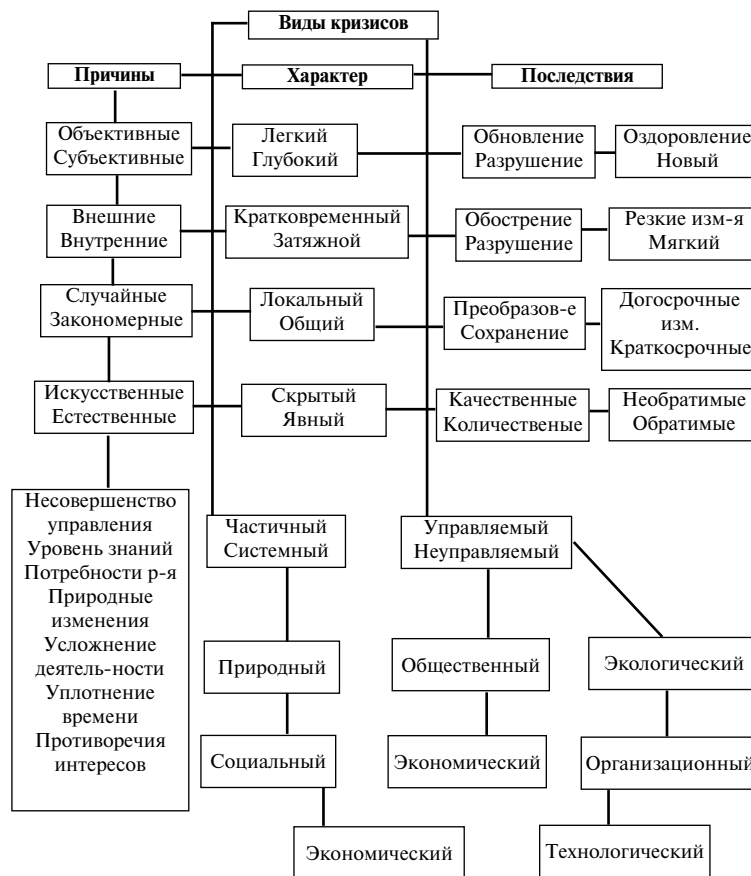 Виды кризисов
Причины
Характер
Последствия
Объективные
Субъективные
Легкий
Глубокий
Обновление
Разрушение
Оздоровление
Новый
Внешние
Внутренние
Кратковременный
Затяжной
Обострение
Разрушение
Резкие изм-я
Мягкий
Случайные
Закономерные
Локальный
Общий
Преобразов-е
Сохранение
Догосрочные
изм.
Краткосрочные
Искусственные
Естественные
Скрытый
Явный
Качественные
Количественые
Необратимые
Обратимые
Несовершенство
управления
Уровень знаний
Потребности р-я
Природные
изменения
Усложнение
деятель-ности
Уплотнение
времени
Противоречия
интересов
Частичный
Системный
Управляемый
Неуправляемый
Природный
Общественный
Экологический
Социальный
Экономический
Организационный
Экономический
Технологический